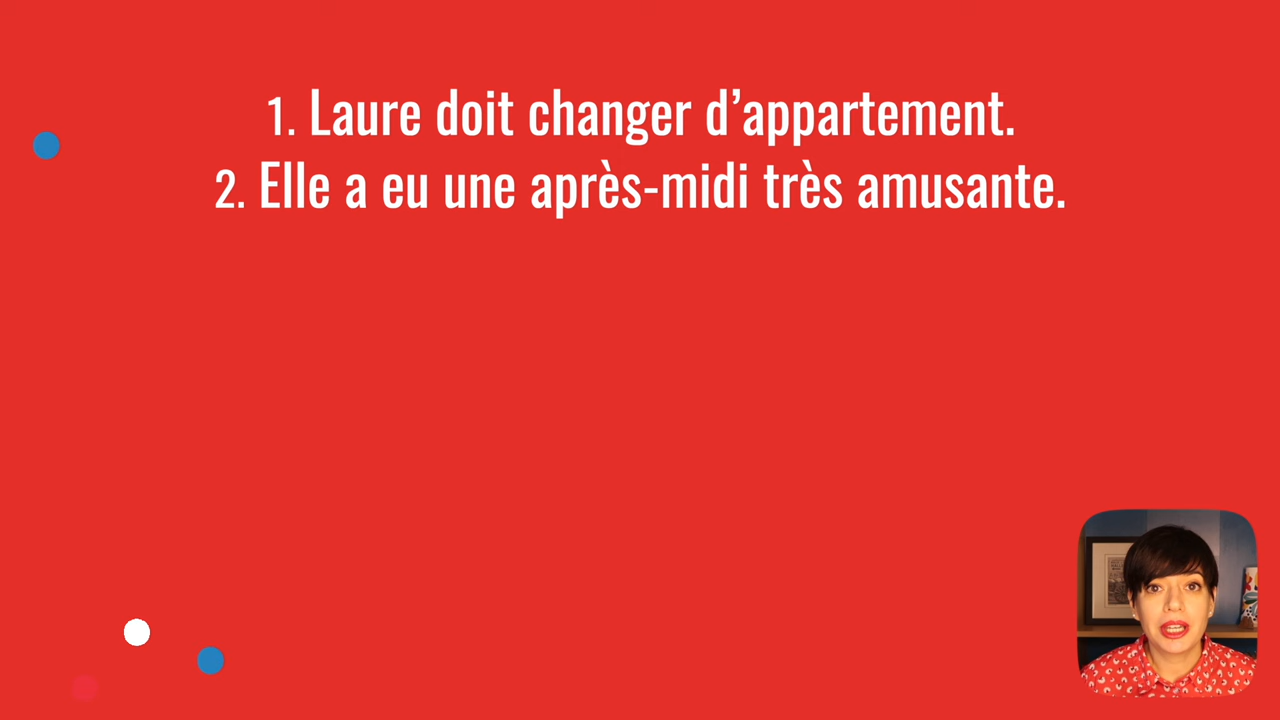 1. Laure doit changer d’appartement.
2. Elle a eu une après-midi très amusante.